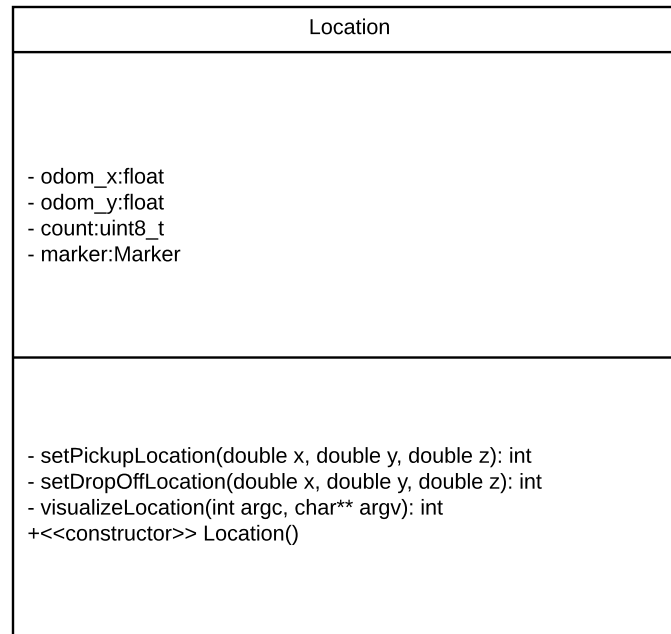 Location
- odom_x:float
- odom_y:float
- count:uint8_t
- marker:Marker
- setPickupLocation(double x, double y, double z): int
- setDropOffLocation(double x, double y, double z): int
- visualizeLocation(int argc, char** argv): int
+<<constructor>> Location()